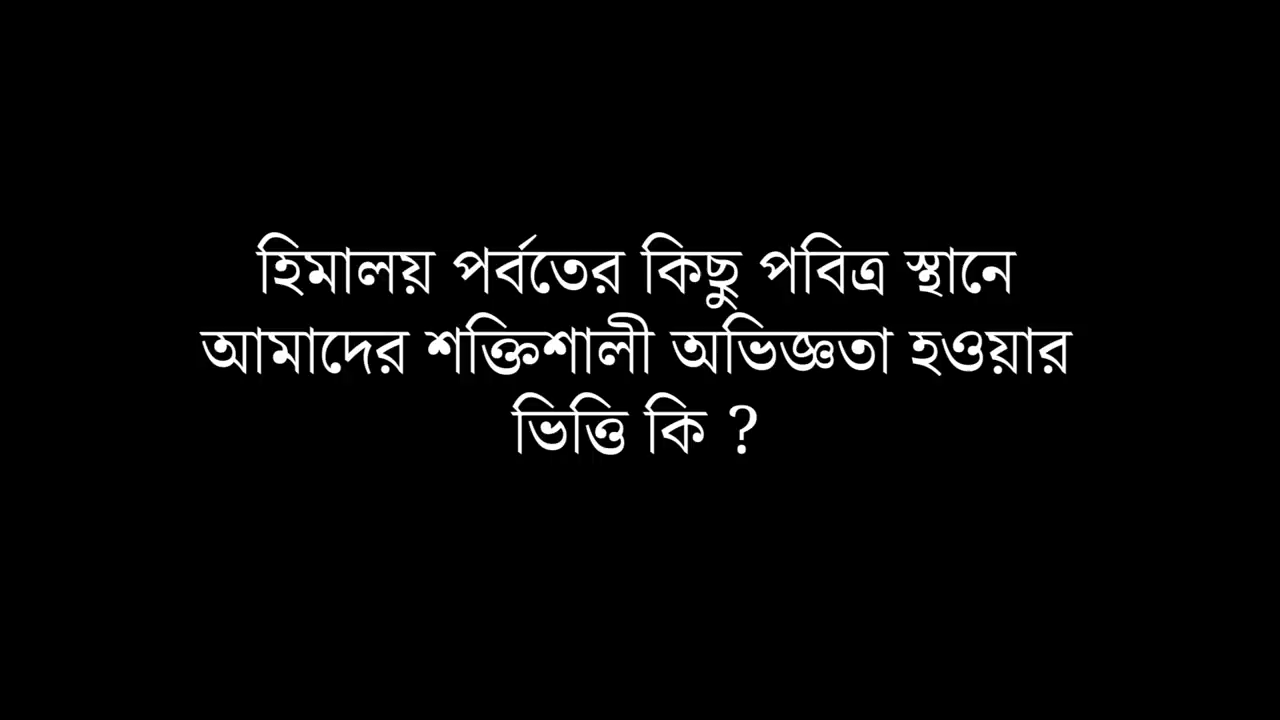 হিমালয় পর্বতের কিছু পবিত্র স্থানে
আমাদের শক্তিশালী অভিজ্ঞতা হওয়ার
ভিত্তি কি ?